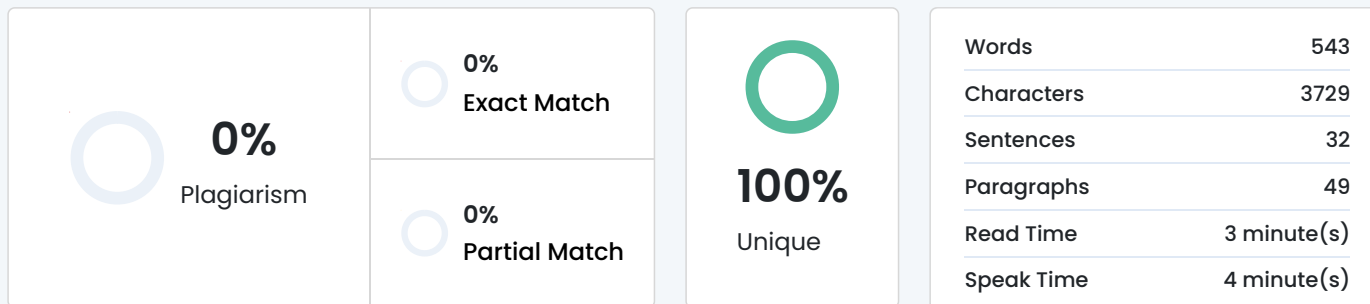 0%
Plagiarism
0%
Exact Match
0%
Partial Match
100%
Unique
Words 543
Characters 3729
Sentences 32
Paragraphs 49
Read Time 3 minute(s)
Speak Time 4 minute(s)